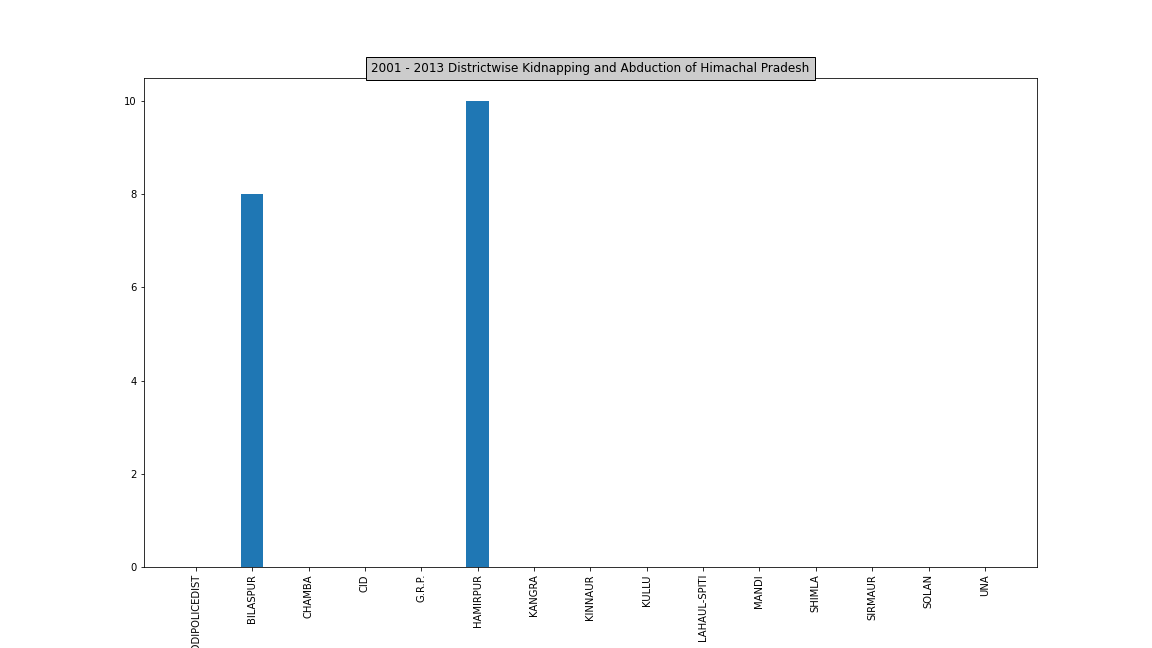 2001 - 2013 Districtwise Kidnapping and Abduction of Himachal Pradesh
10
8
6
4
2
0
DDIPOLICEDIST
BILASPUR
CHAMBA
CID
G.R.P.
HAMIRPUR
KANGRA
KINNAUR
KULLU
LAHAUL-SPITI
MANDI
SHIMLA
SIRMAUR
SOLAN
UNA